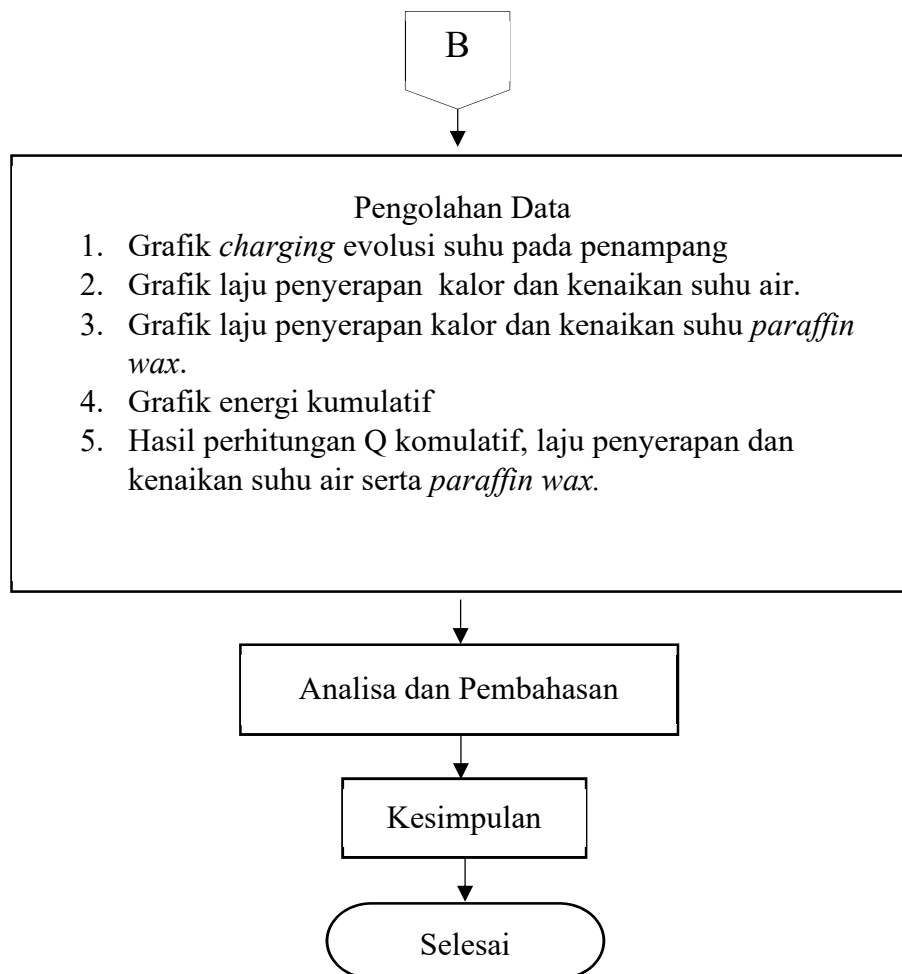 B
Pengolahan Data
1. Grafik charging evolusi suhu pada penampang
2. Grafik laju penyerapan kalor dan kenaikan suhu air.
3. Grafik laju penyerapan kalor dan kenaikan suhu paraffin
wax.
4. Grafik energi kumulatif
5. Hasil perhitungan Q komulatif, laju penyerapan dan
kenaikan suhu air serta paraffin wax.
Analisa dan Pembahasan
Kesimpulan
Selesai